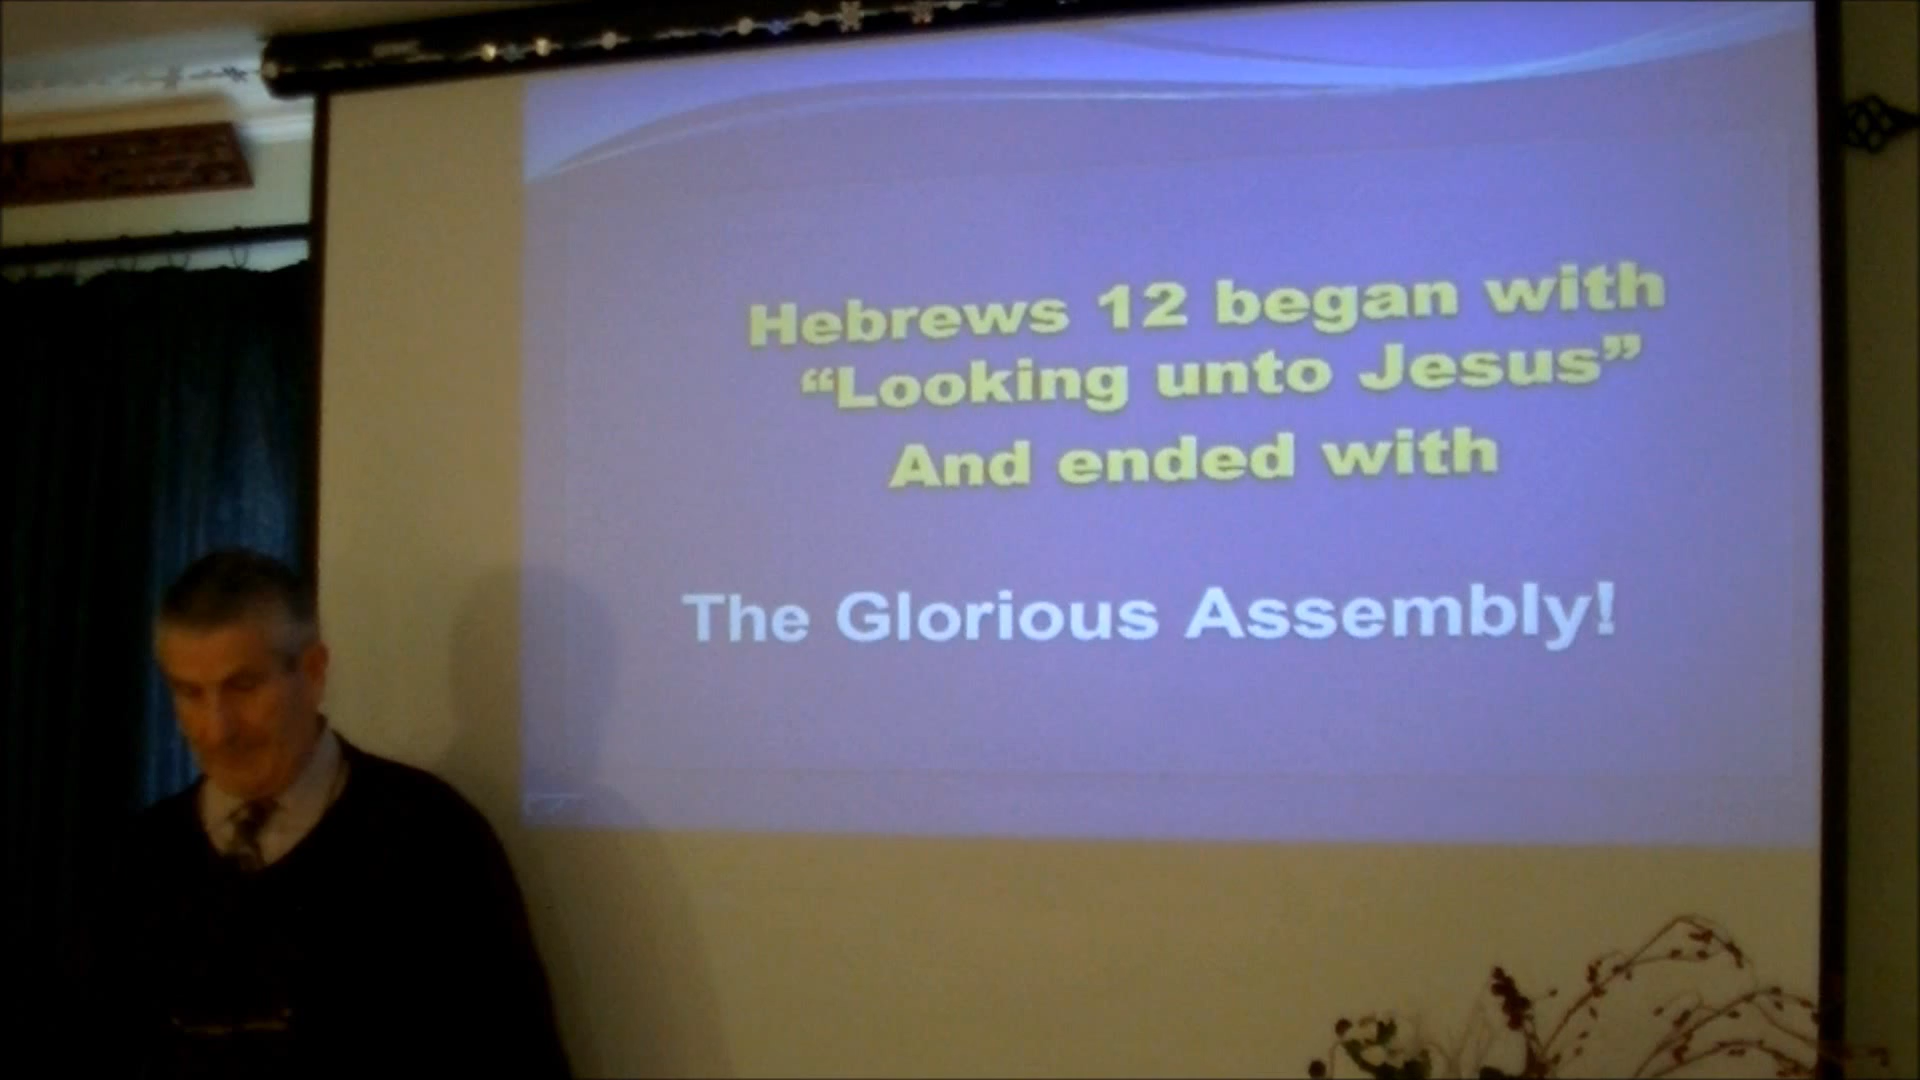 Hebrews 12 began with
“Looking unto Jesus”
And ended with
The Glorious Assembly!